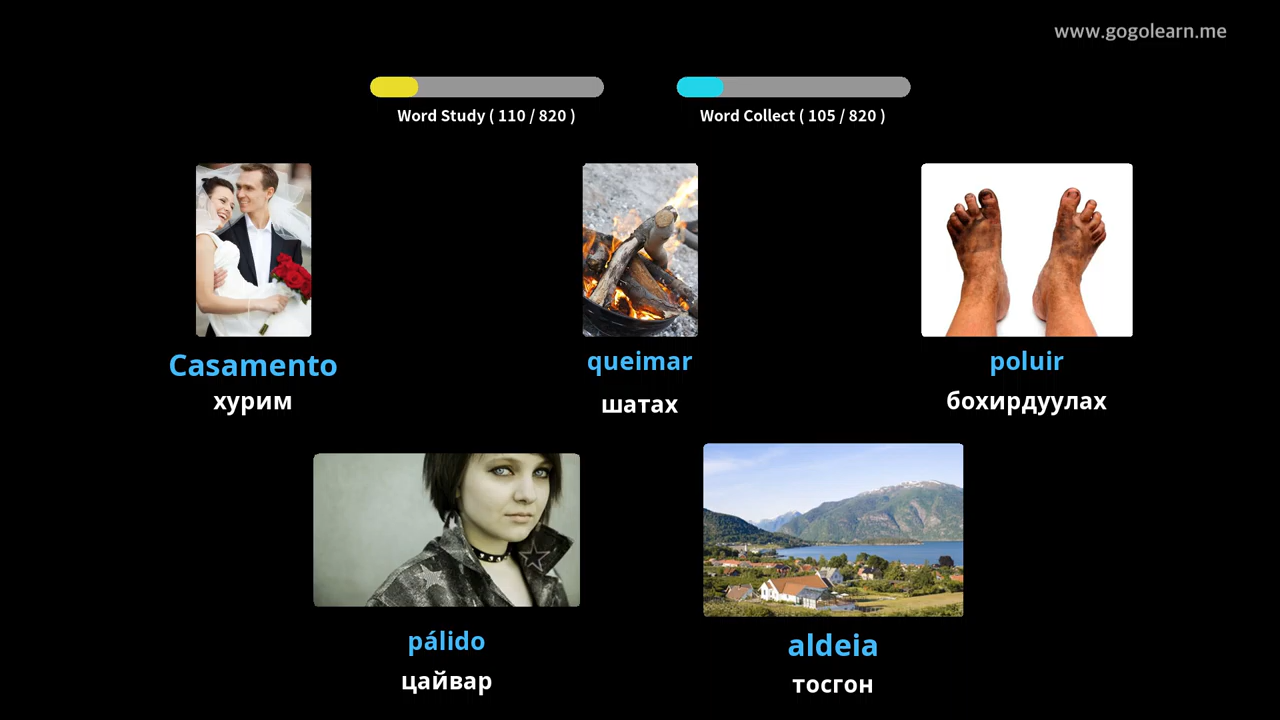 www.gogolearn.me
Word Study ( 110 / 820 )
Word Collect ( 105 / 820 )
Casamento
хурим
queimar
шатах
poluir
бохирдуулах
pálido
цайвар
aldeia
тосгон